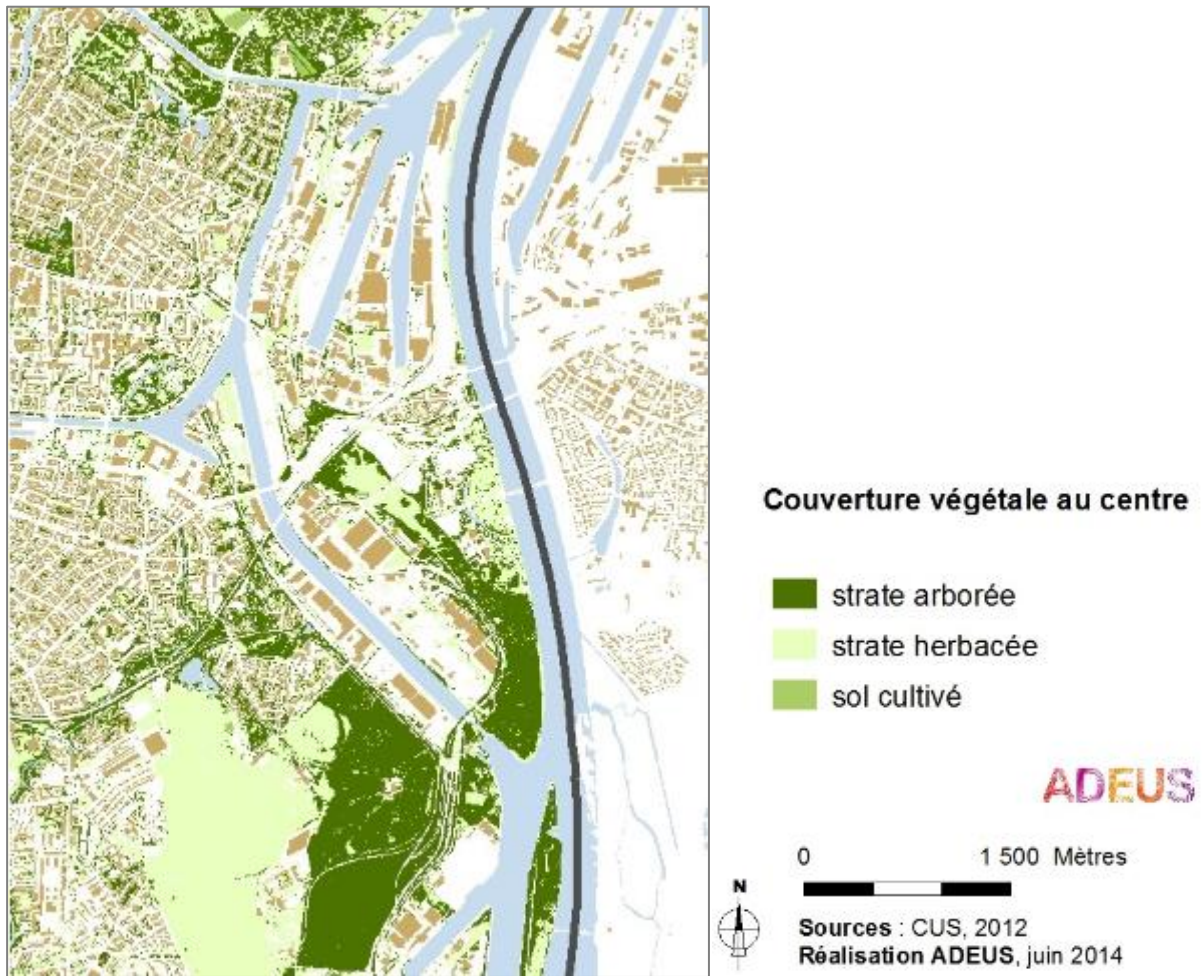 Couverture végétale au centre
strate arborée
strate herbacée
sol cultivé
ADEUS
0 1 500 Mètres
N
Sources : CUS, 2012
Réalisation ADEUS, juin 2014